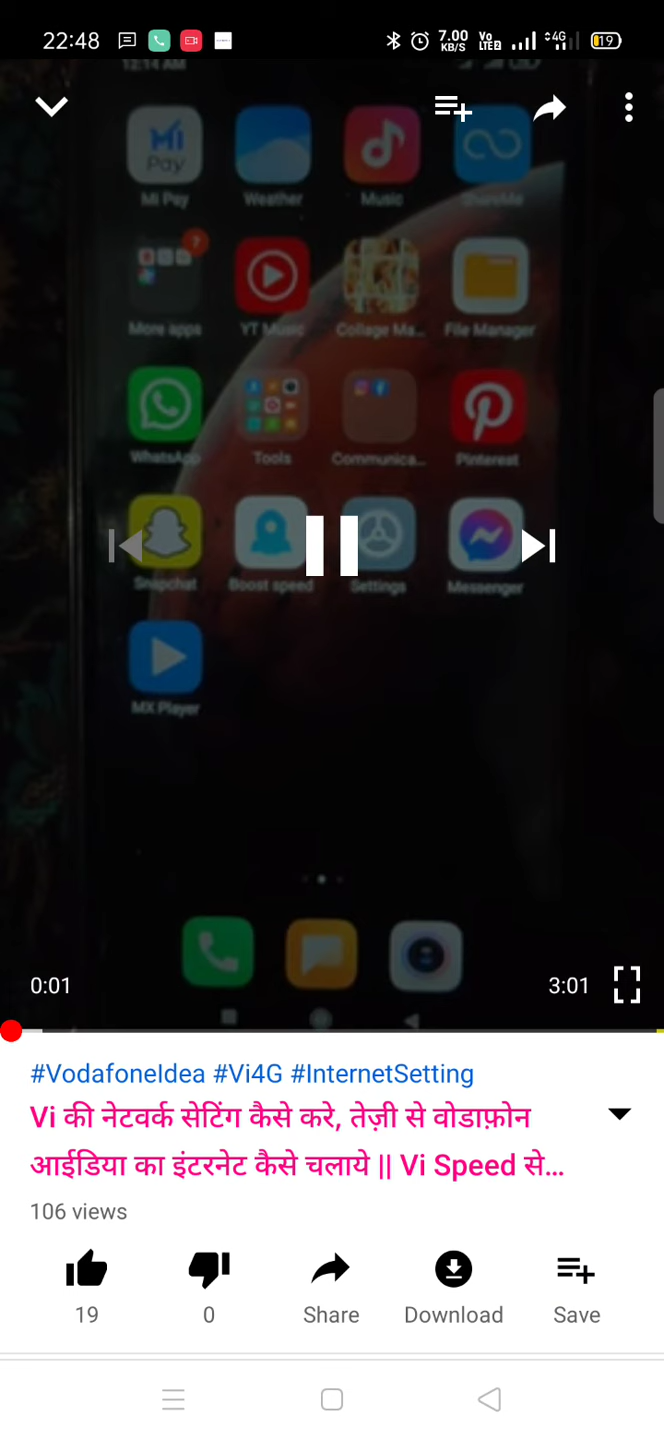 22:48
7.00 KB/S
Vo LTE2
4G
19
12:14 AM
Mi Pay
Mi Pay Weather Music ShareMe
7
More apps YT Music Collage Ma... File Manager
WhatsApp Tools Communica... Pinterest
Snapchat Boost speed Settings Messenger
MX Player
0:01 3:01
#VodafoneIdea #Vi4G #InternetSetting
Vi की नेटवर्क सेटिंग कैसे करे, तेज़ी से वोडाफ़ोन
आईडिया का इंटरनेट कैसे चलाये || Vi Speed से...
106 views
19 0 Share Download Save